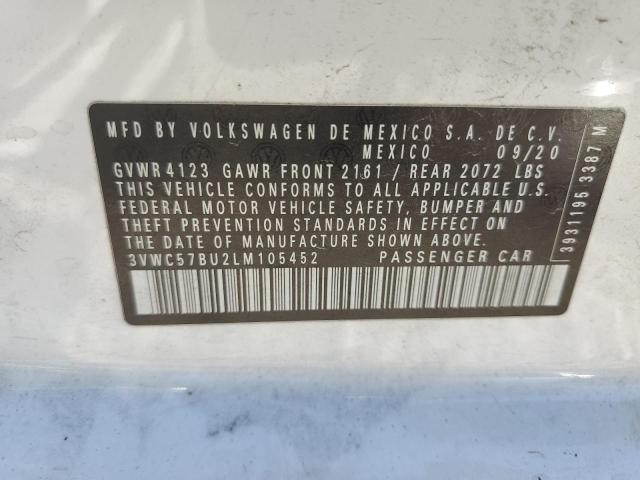 MFD BY VOLKSWAGEN DE MEXICO S.A. DE C.V.
MEXICO 09/20
GVWR 4123 GAWR FRONT 2161 / REAR 2072 LBS
THIS VEHICLE CONFORMS TO ALL APPLICABLE U.S.
FEDERAL MOTOR VEHICLE SAFETY, BUMPER AND
THEFT PREVENTION STANDARDS IN EFFECT ON
THE DATE OF MANUFACTURE SHOWN ABOVE.
3VWC57BU2LM105452 PASSENGER CAR
3931195 3387 M